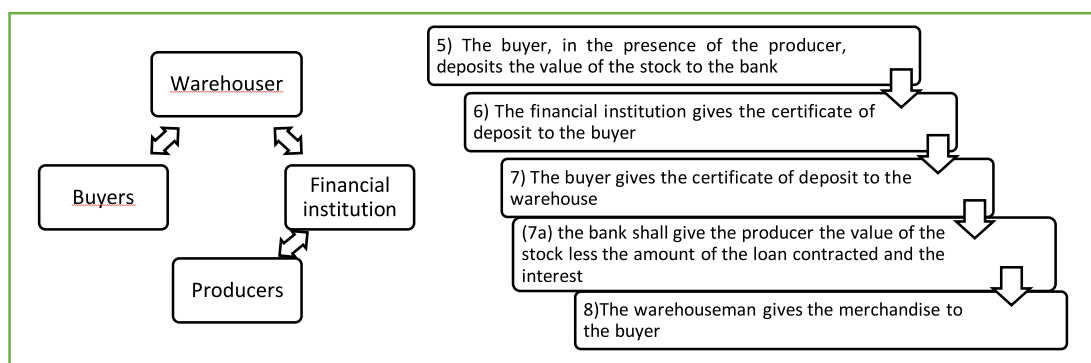 Warehouser
Buyers
Financial
institution
Producers
5) The buyer, in the presence of the producer,
deposits the value of the stock to the bank
6) The financial institution gives the certificate of
deposit to the buyer
7) The buyer gives the certificate of deposit to the
warehouse
(7a) the bank shall give the producer the value of the
stock less the amount of the loan contracted and the
interest
8)The warehouseman gives the merchandise to
the buyer